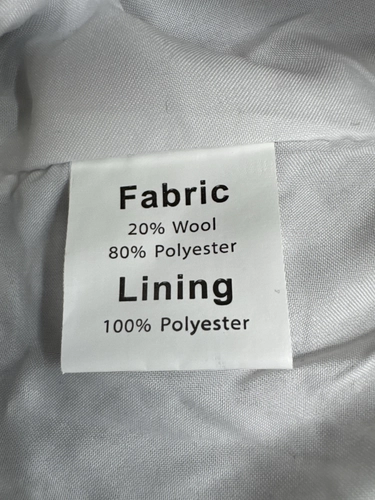 Fabric
20% Wool
80% Polyester
Lining
100% Polyester